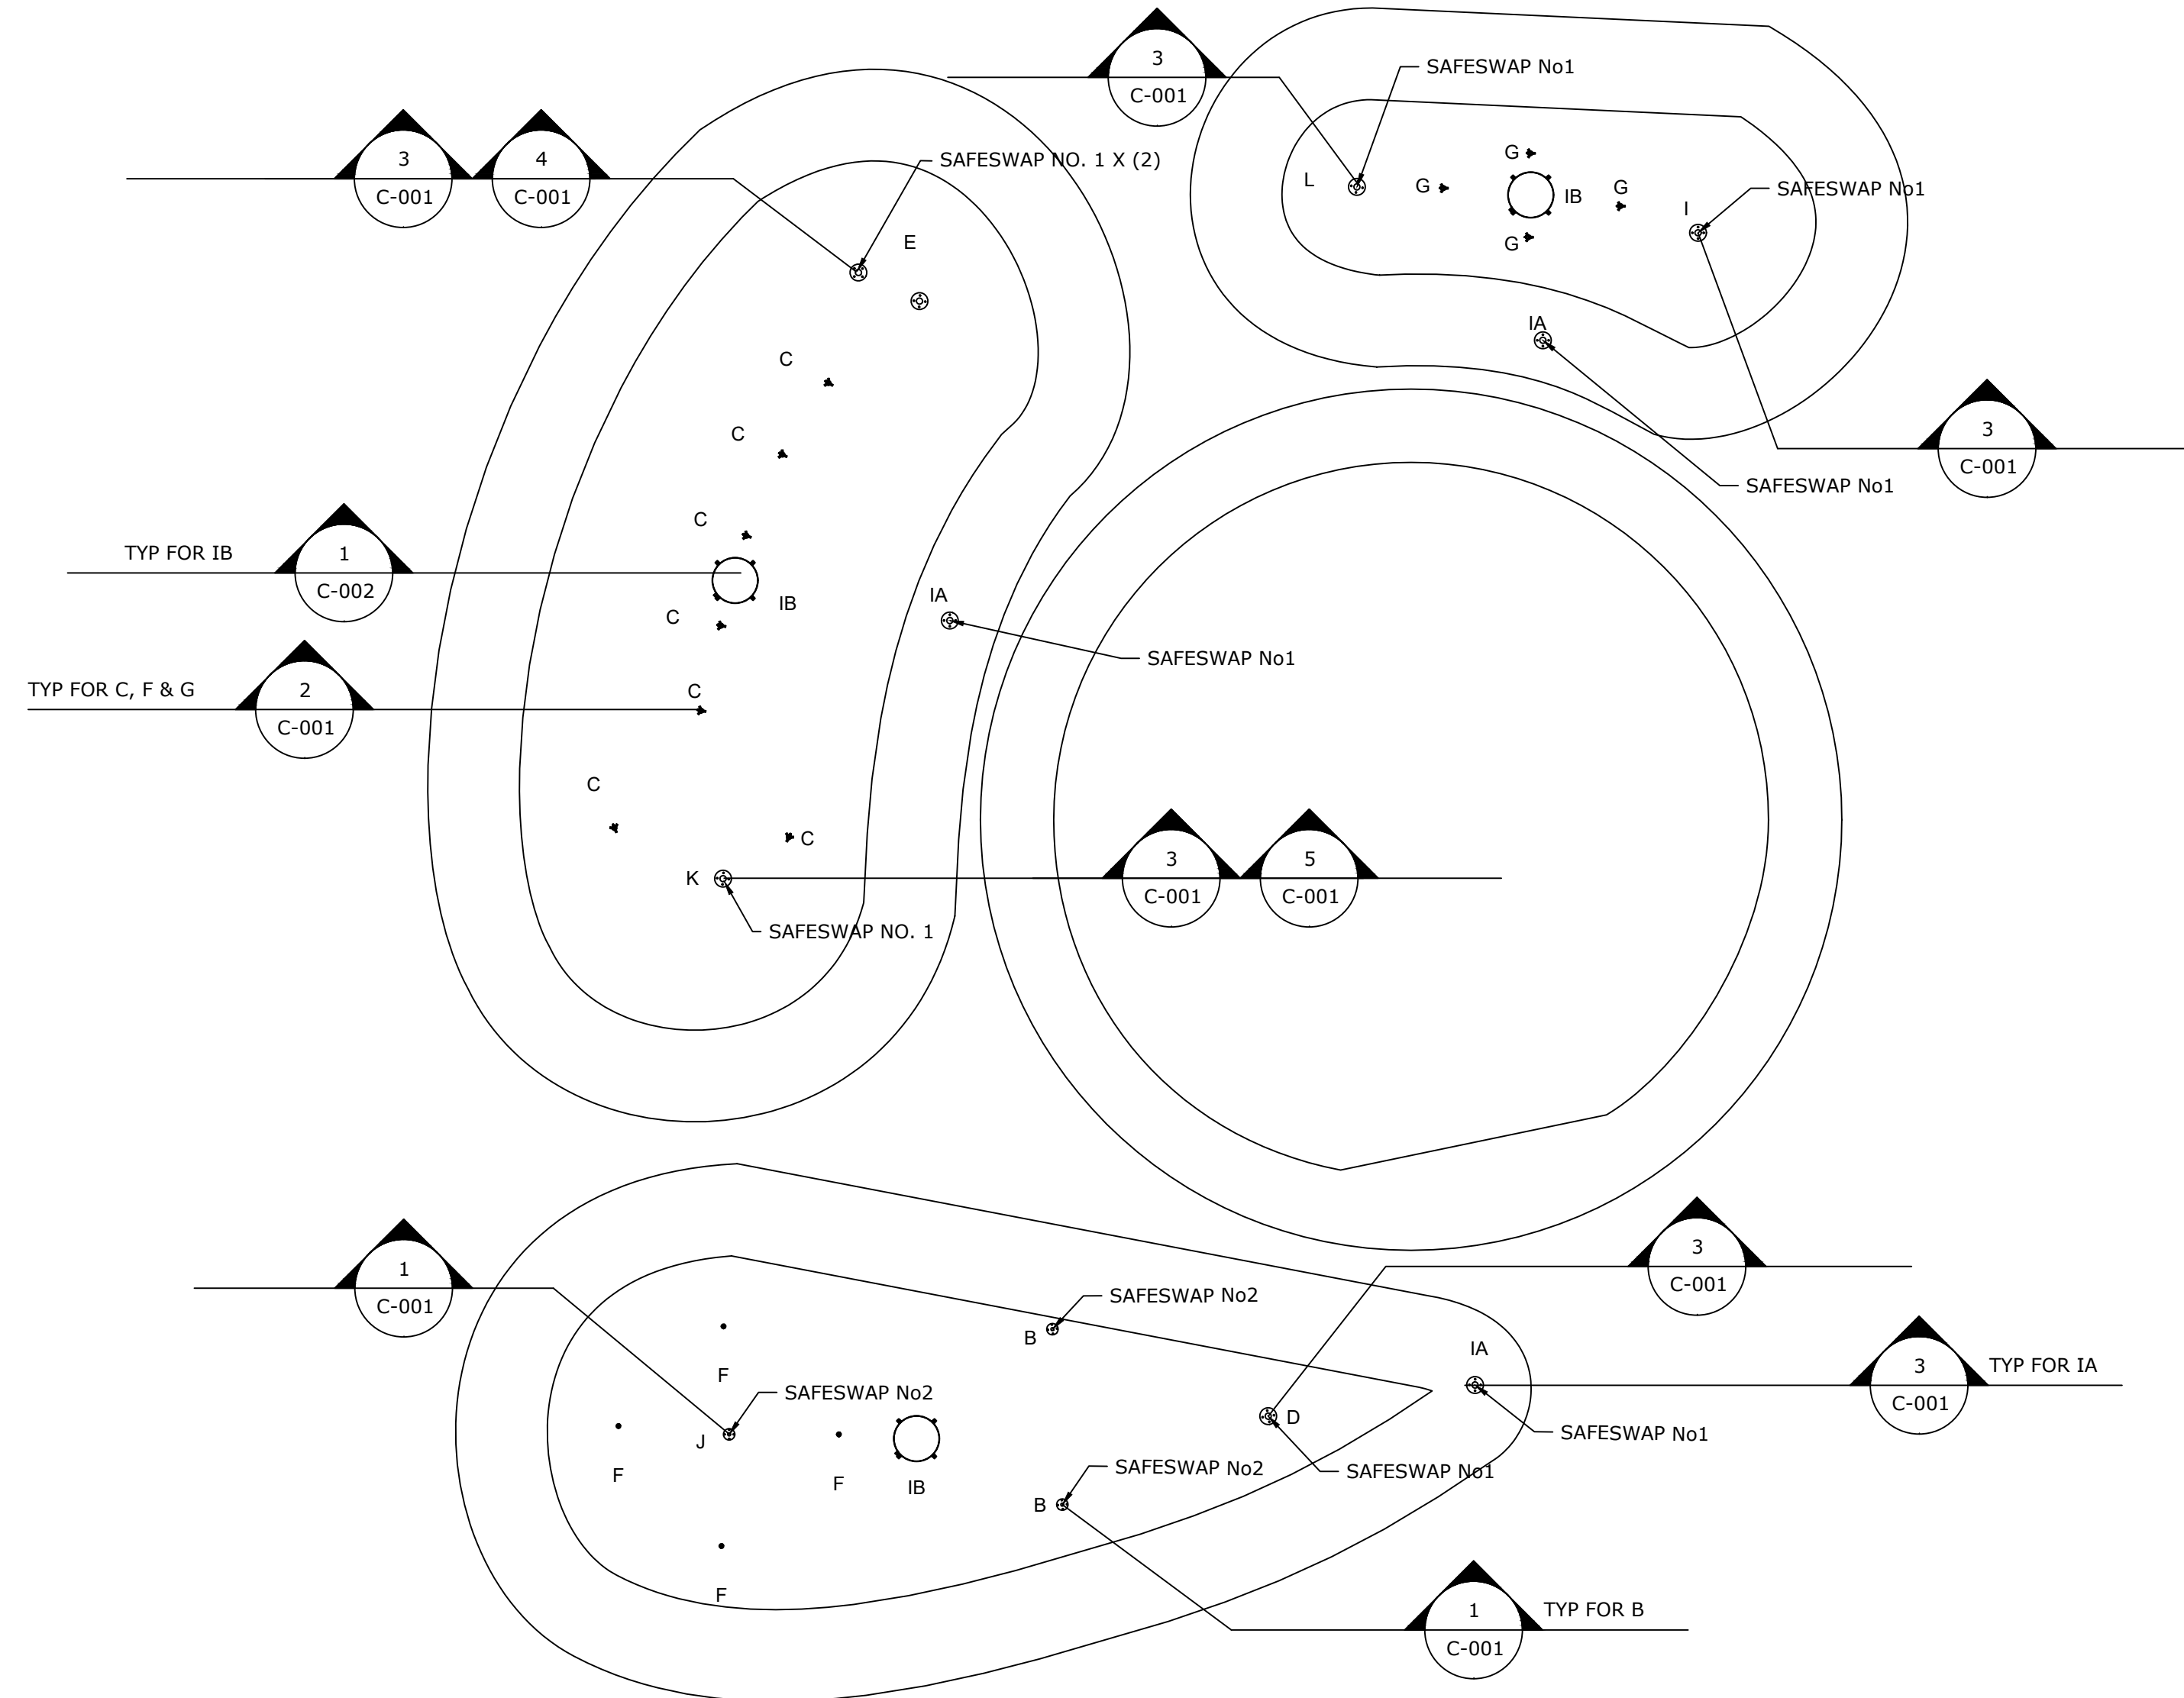 3
C-001
SAFESWAP No1
3
C-001
4
C-001
SAFESWAP NO. 1 X (2)
G
L
G
IB
G
SAFESWAP No1
I
G
E
IA
C
3
C-001
C
SAFESWAP No1
C
TYP FOR IB
1
C-002
IB
IA
C
SAFESWAP No1
TYP FOR C, F & G
2
C-001
C
C
C
K
3
C-001
5
C-001
SAFESWAP NO. 1
3
C-001
1
C-001
SAFESWAP No2
B
IA
3
C-001
TYP FOR IA
F
SAFESWAP No2
D
SAFESWAP No1
J
F
F
IB
SAFESWAP No2
SAFESWAP No1
B
F
1
C-001
TYP FOR B